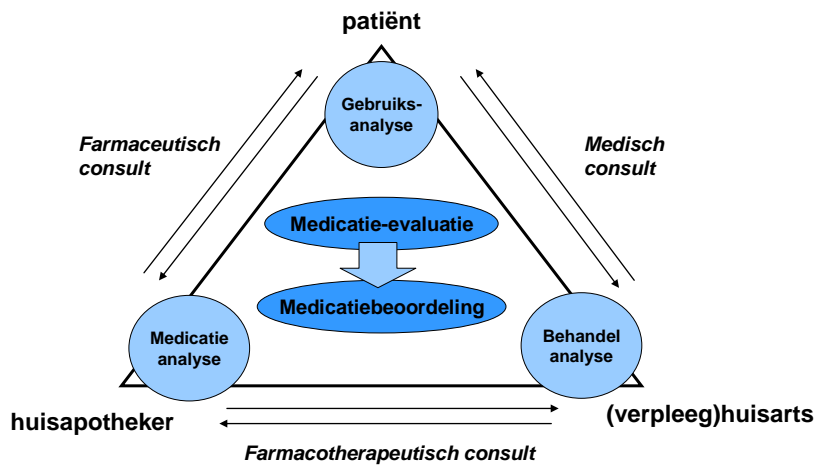 patiënt
Gebruiks-
analyse
Farmaceutisch
consult
Medisch
consult
Medicatie-evaluatie
Medicatiebeoordeling
Medicatie
analyse
Behandel
analyse
huisapotheker
(verpleeg)huisarts
Farmacotherapeutisch consult